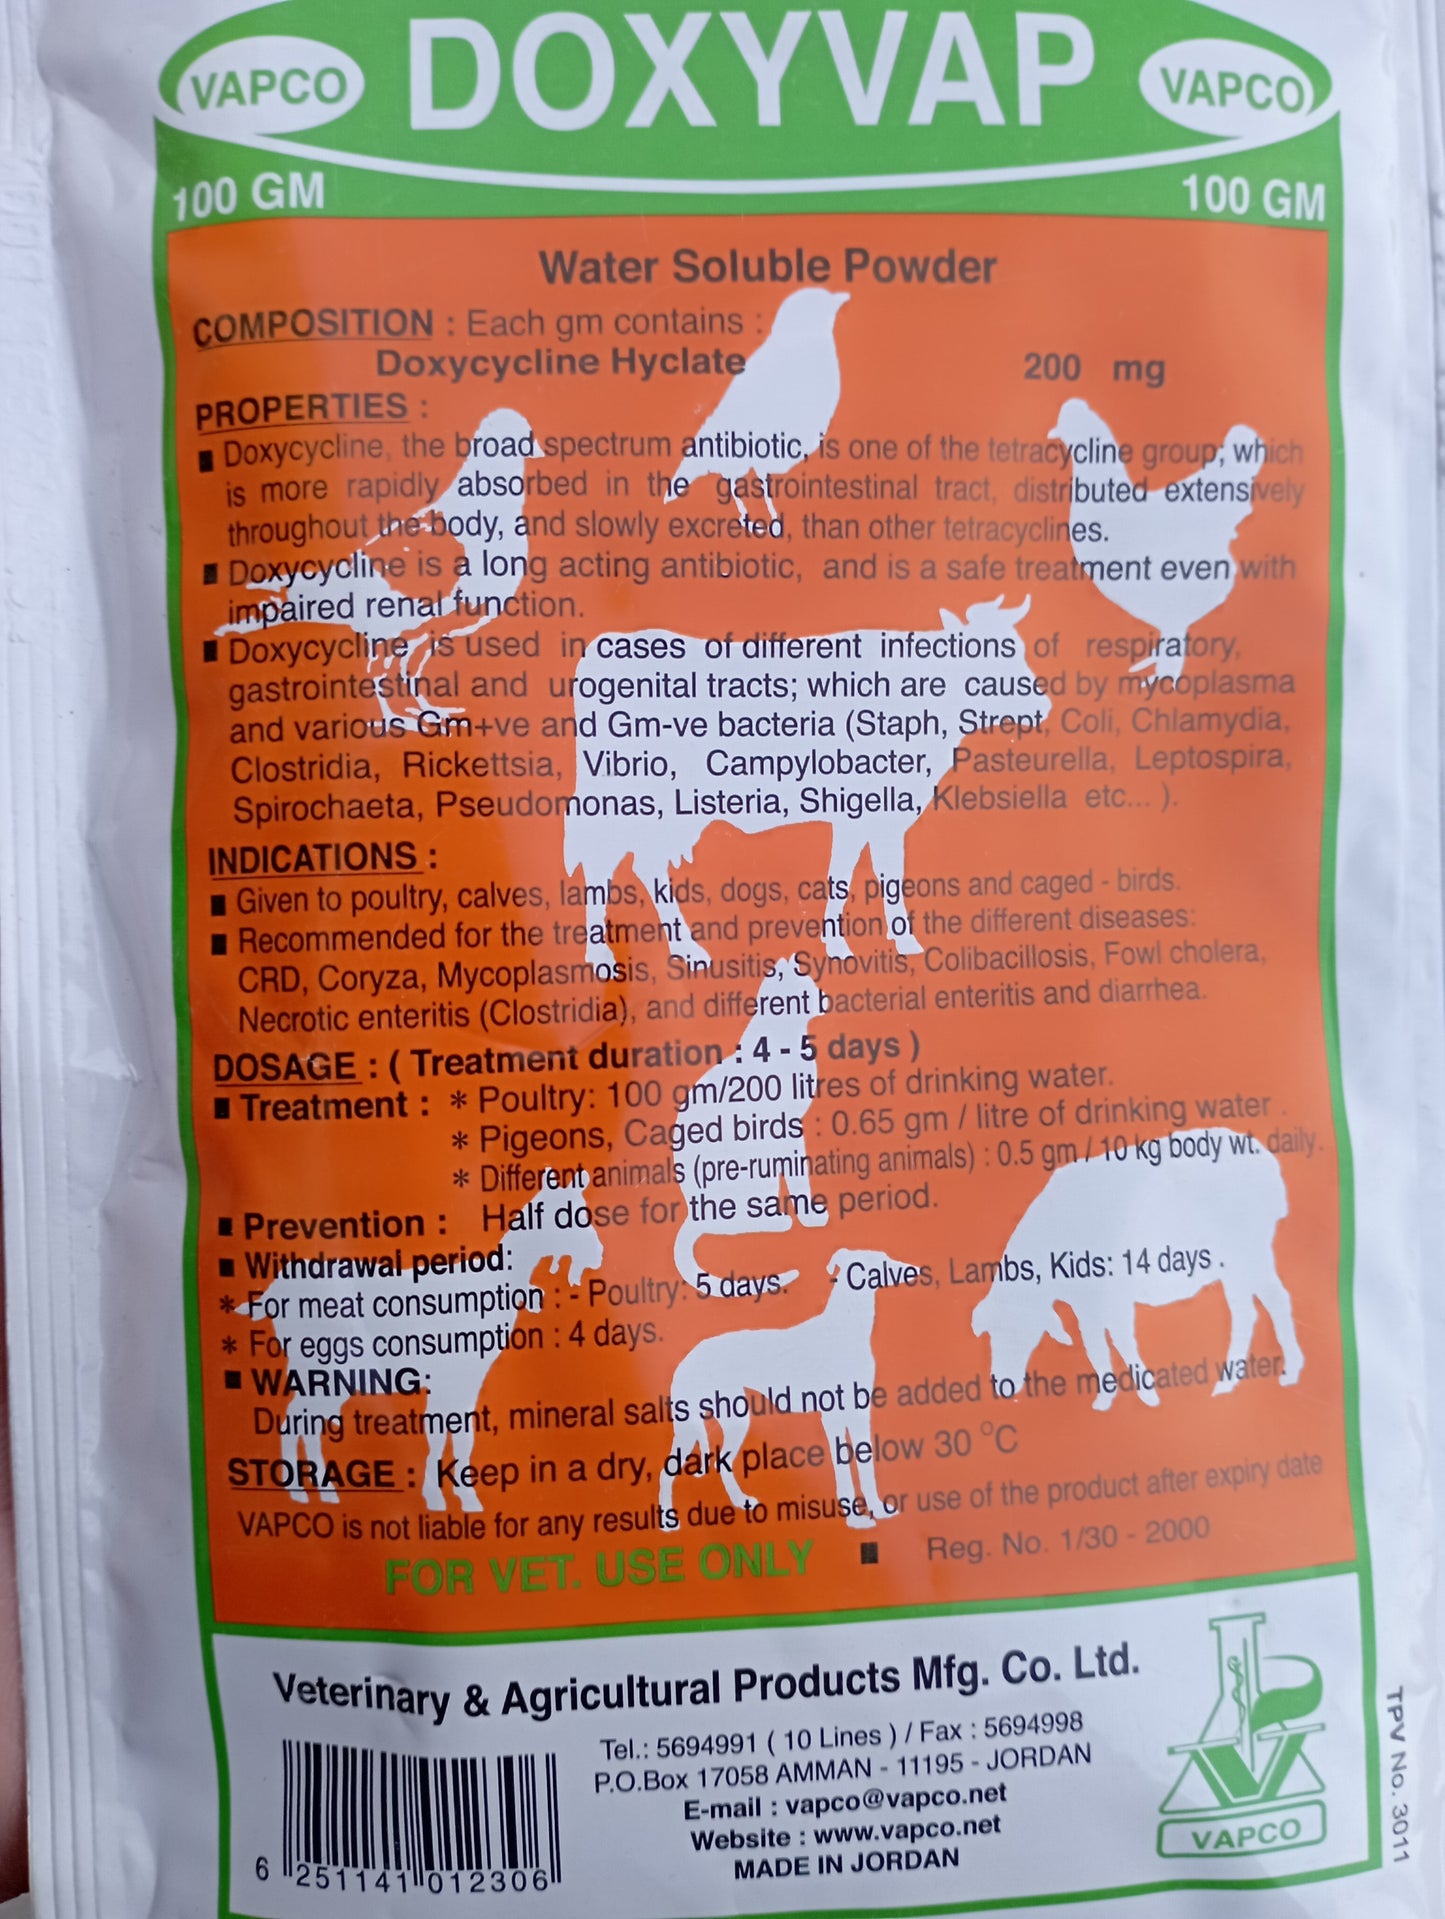 VAPCO DOXYVAP VAPCO
100 GM 100 GM
Water Soluble Powder
COMPOSITION : Each gm contains :
Doxycycline Hyclate 200 mg
PROPERTIES :
■ Doxycycline, the broad spectrum antibiotic, is one of the tetracycline group; which
is more rapidly absorbed in the gastrointestinal tract, distributed extensively
throughout the body, and slowly excreted, than other tetracyclines.
■ Doxycycline is a long acting antibiotic, and is a safe treatment even with
impaired renal function.
■ Doxycycline is used in cases of different infections of respiratory,
gastrointestinal and urogenital tracts; which are caused by mycoplasma
and various Gm+ve and Gm-ve bacteria (Staph, Strept, Coli, Chlamydia,
Clostridia, Rickettsia, Vibrio, Campylobacter, Pasteurella, Leptospira,
Spirochaeta, Pseudomonas, Listeria, Shigella, Klebsiella etc... ).
INDICATIONS :
■ Given to poultry, calves, lambs, kids, dogs, cats, pigeons and caged - birds.
■ Recommended for the treatment and prevention of the different diseases:
CRD, Coryza, Mycoplasmosis, Sinusitis, Synovitis, Colibacillosis, Fowl cholera,
Necrotic enteritis (Clostridia), and different bacterial enteritis and diarrhea.
DOSAGE : ( Treatment duration : 4 - 5 days )
■ Treatment : * Poultry: 100 gm/200 litres of drinking water.
* Pigeons, Caged birds : 0.65 gm / litre of drinking water .
* Different animals (pre-ruminating animals) : 0.5 gm / 10 kg body wt. daily.
■ Prevention : Half dose for the same period.
■ Withdrawal period:
* For meat consumption : - Poultry: 5 days. - Calves, Lambs, Kids: 14 days .
* For eggs consumption : 4 days.
■ WARNING:
During treatment, mineral salts should not be added to the medicated water.
STORAGE : Keep in a dry, dark place below 30 °C
VAPCO is not liable for any results due to misuse, or use of the product after expiry date
FOR VET. USE ONLY ■ Reg. No. 1/30 - 2000
Veterinary & Agricultural Products Mfg. Co. Ltd.
Tel.: 5694991 ( 10 Lines ) / Fax : 5694998
P.O.Box 17058 AMMAN - 11195 - JORDAN
E-mail : vapco@vapco.net
Website : www.vapco.net
MADE IN JORDAN
6 251141 012306
VAPCO
TPV No. 3011